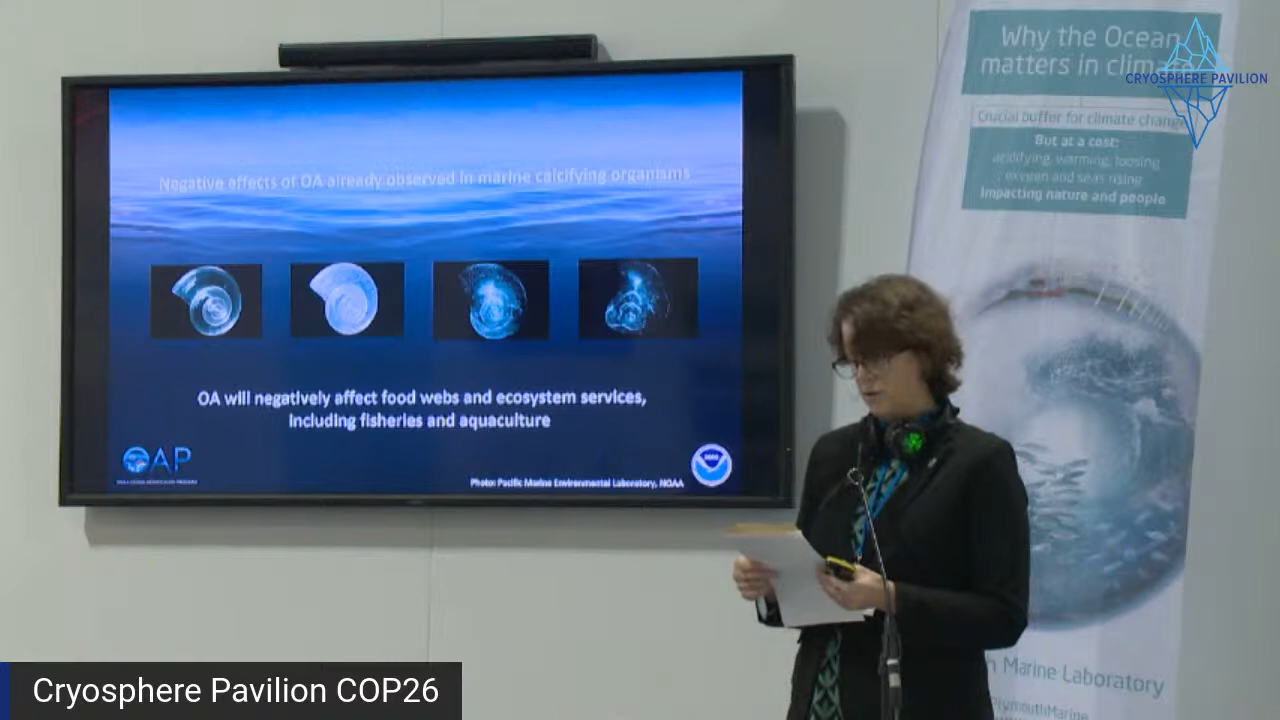 Why the Ocean
matters in climate
CRYOSPHERE PAVILION
Crucial buffer for climate change
But at a cost:
acidifying, warming, loosing
oxygen and seas rising
Impacting nature and people
Negative effects of OA already observed in marine calcifying organisms
OA will negatively affect food webs and ecosystem services,
including fisheries and aquaculture
OAP
Photo: Pacific Marine Environmental Laboratory, NOAA
Marine Laboratory
PlymouthMarine
Cryosphere Pavilion COP26